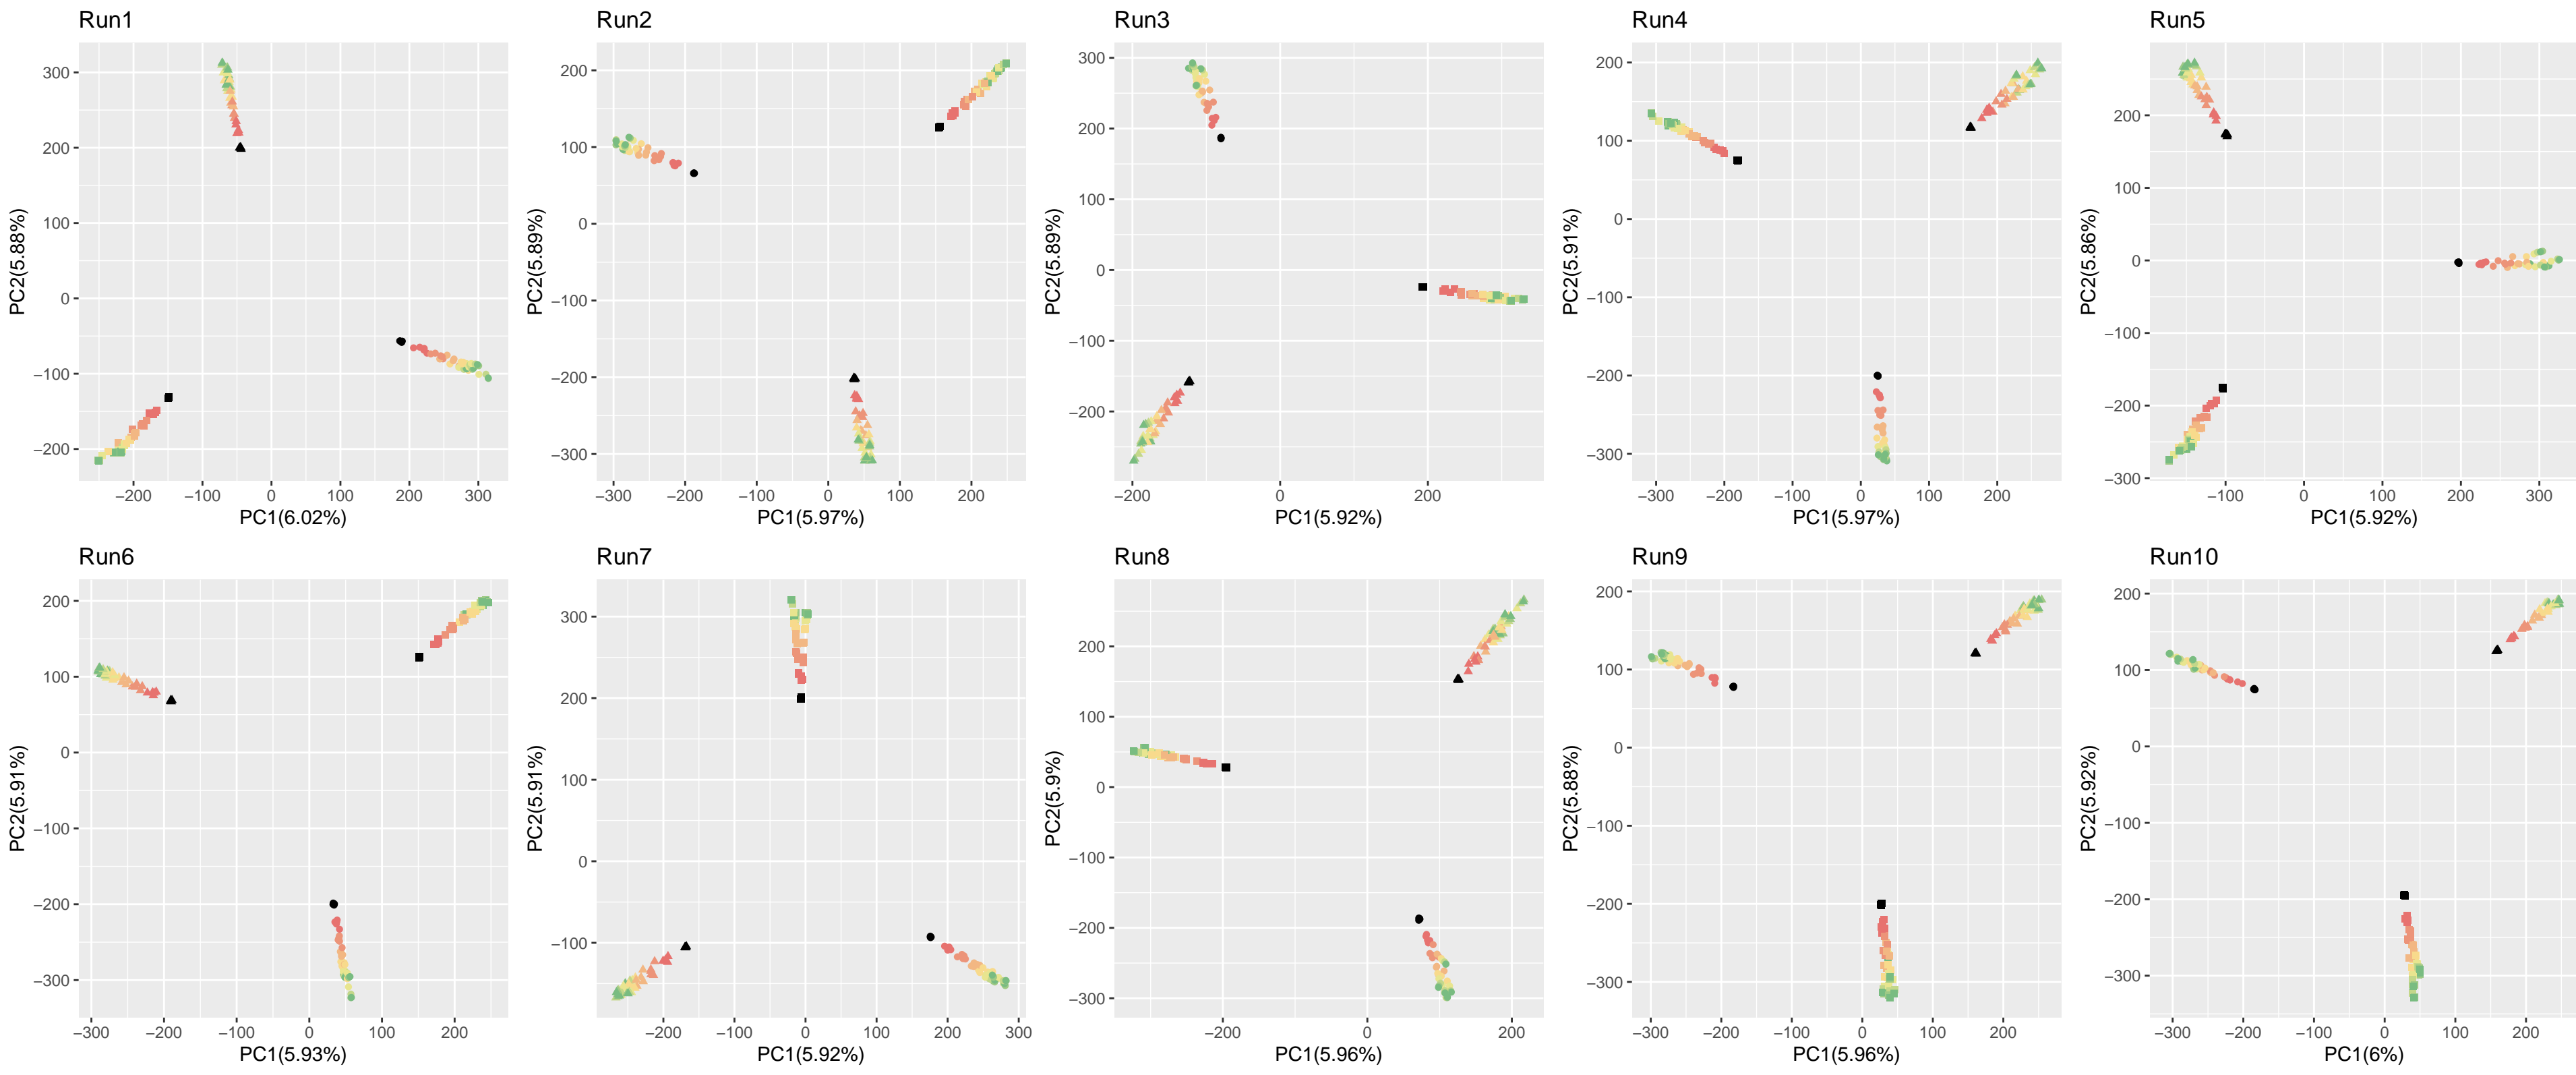 Run1 Run2 Run3 Run4 Run5
300 200 100 0 −100 −200
PC2(5.88%)
−200 −100 0 100 200 300
PC1(6.02%)
200 100 0 −100 −200 −300
PC2(5.89%)
−300 −200 −100 0 100 200
PC1(5.97%)
300 200 100 0 −100 −200
PC2(5.89%)
−200 0 200
PC1(5.92%)
200 100 0 −100 −200 −300
PC2(5.91%)
−300 −200 −100 0 100 200
PC1(5.97%)
200 100 0 −100 −200 −300
PC2(5.86%)
−100 0 100 200 300
PC1(5.92%)
Run6 Run7 Run8 Run9 Run10
200 100 0 −100 −200 −300
PC2(5.91%)
−300 −200 −100 0 100 200
PC1(5.93%)
300 200 100 0 −100
PC2(5.91%)
−200 −100 0 100 200 300
PC1(5.92%)
200 100 0 −100 −200 −300
PC2(5.9%)
−200 0 200
PC1(5.96%)
200 100 0 −100 −200 −300
PC2(5.88%)
−300 −200 −100 0 100 200
PC1(5.96%)
200 100 0 −100 −200 −300
PC2(5.92%)
−300 −200 −100 0 100 200
PC1(6%)